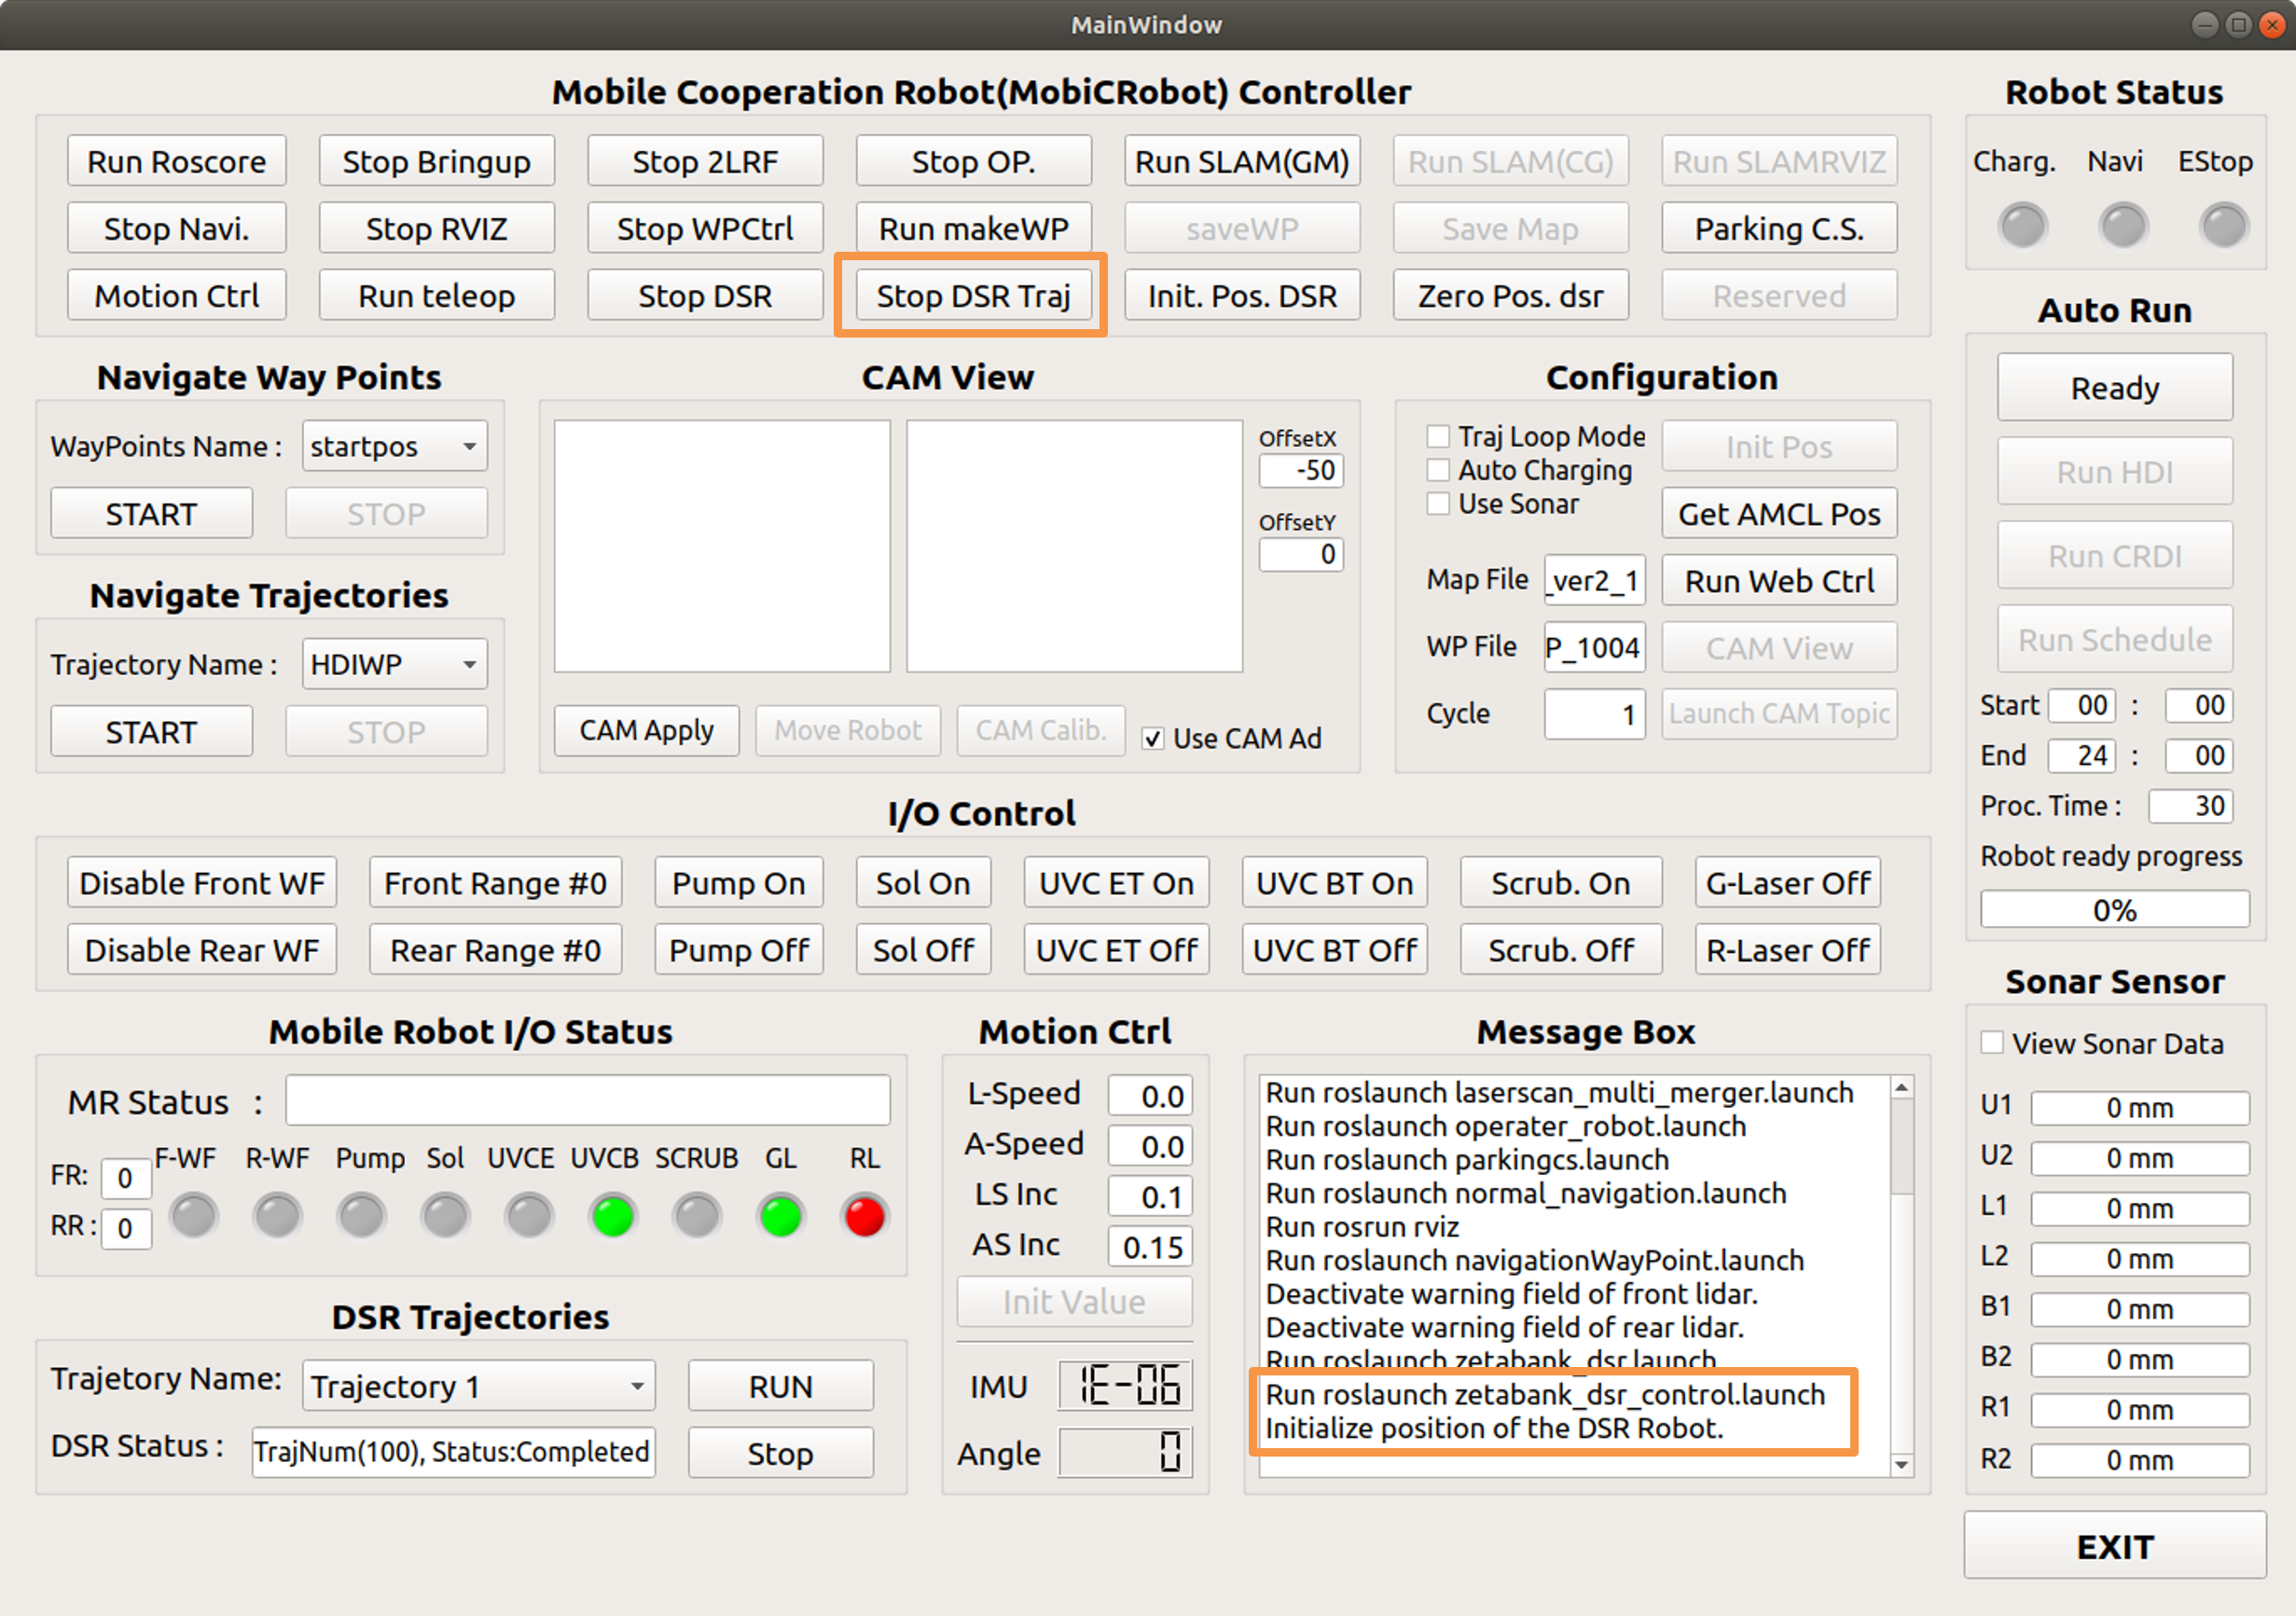 MainWindow
Mobile Cooperation Robot(MobiCRobot) Controller
Run Roscore
Stop Bringup
Stop 2LRF
Stop OP.
Run SLAM(GM)
Run SLAM(CG)
Run SLAMRVIZ
Stop Navi.
Stop RVIZ
Stop WPCtrl
Run makeWP
saveWP
Save Map
Parking C.S.
Motion Ctrl
Run teleop
Stop DSR
Stop DSR Traj
Init. Pos. DSR
Zero Pos. dsr
Reserved
Robot Status
Charg.
Navi
EStop
Navigate Way Points
WayPoints Name :
startpos
START
STOP
Navigate Trajectories
Trajectory Name :
HDIWP
START
STOP
CAM View
OffsetX
-50
OffsetY
0
CAM Apply
Move Robot
CAM Calib.
Use CAM Ad
Configuration
Traj Loop Mode
Auto Charging
Use Sonar
Init Pos
Get AMCL Pos
Map File
_ver2_1
Run Web Ctrl
WP File
P_1004
CAM View
Cycle
1
Launch CAM Topic
Auto Run
Ready
Run HDI
Run CRDI
Run Schedule
Start 00 : 00
End 24 : 00
Proc. Time : 30
Robot ready progress
0%
I/O Control
Disable Front WF
Front Range #0
Pump On
Sol On
UVC ET On
UVC BT On
Scrub. On
G-Laser Off
Disable Rear WF
Rear Range #0
Pump Off
Sol Off
UVC ET Off
UVC BT Off
Scrub. Off
R-Laser Off
Mobile Robot I/O Status
MR Status :
F-WF R-WF Pump Sol UVCE UVCB SCRUB GL RL
FR: 0
RR : 0
DSR Trajectories
Trajetory Name:
Trajectory 1
RUN
DSR Status :
TrajNum(100), Status:Completed
Stop
Motion Ctrl
L-Speed 0.0
A-Speed 0.0
LS Inc 0.1
AS Inc 0.15
Init Value
IMU 1E-06
Angle 0
Message Box
Run roslaunch laserscan_multi_merger.launch
Run roslaunch operater_robot.launch
Run roslaunch parkingcs.launch
Run roslaunch normal_navigation.launch
Run rosrun rviz
Run roslaunch navigationWayPoint.launch
Deactivate warning field of front lidar.
Deactivate warning field of rear lidar.
Run roslaunch zetabank_dsr.launch
Run roslaunch zetabank_dsr_control.launch
Initialize position of the DSR Robot.
Sonar Sensor
View Sonar Data
U1 0 mm
U2 0 mm
L1 0 mm
L2 0 mm
B1 0 mm
B2 0 mm
R1 0 mm
R2 0 mm
EXIT